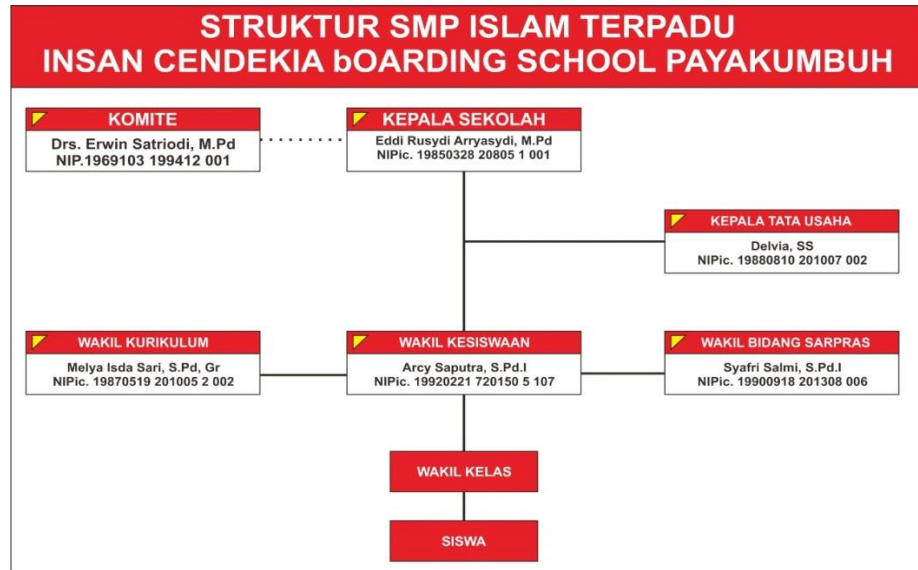 STRUKTUR SMP ISLAM TERPADU
INSAN CENDEKIA bOARDING SCHOOL PAYAKUMBUH
KOMITE
Drs. Erwin Satriodi, M.Pd
NIP.1969103 199412 001
KEPALA SEKOLAH
Eddi Rusydi Arryasydi, M.Pd
NIPic. 19850328 20805 1 001
KEPALA TATA USAHA
Delvia, SS
NIPic. 19880810 201007 002
WAKIL KURIKULUM
Melya Isda Sari, S.Pd, Gr
NIPic. 19870519 201005 2 002
WAKIL KESISWAAN
Arcy Saputra, S.Pd.I
NIPic. 19920221 720150 5 107
WAKIL BIDANG SARPRAS
Syafri Salmi, S.Pd.I
NIPic. 19900918 201308 006
WAKIL KELAS
SISWA